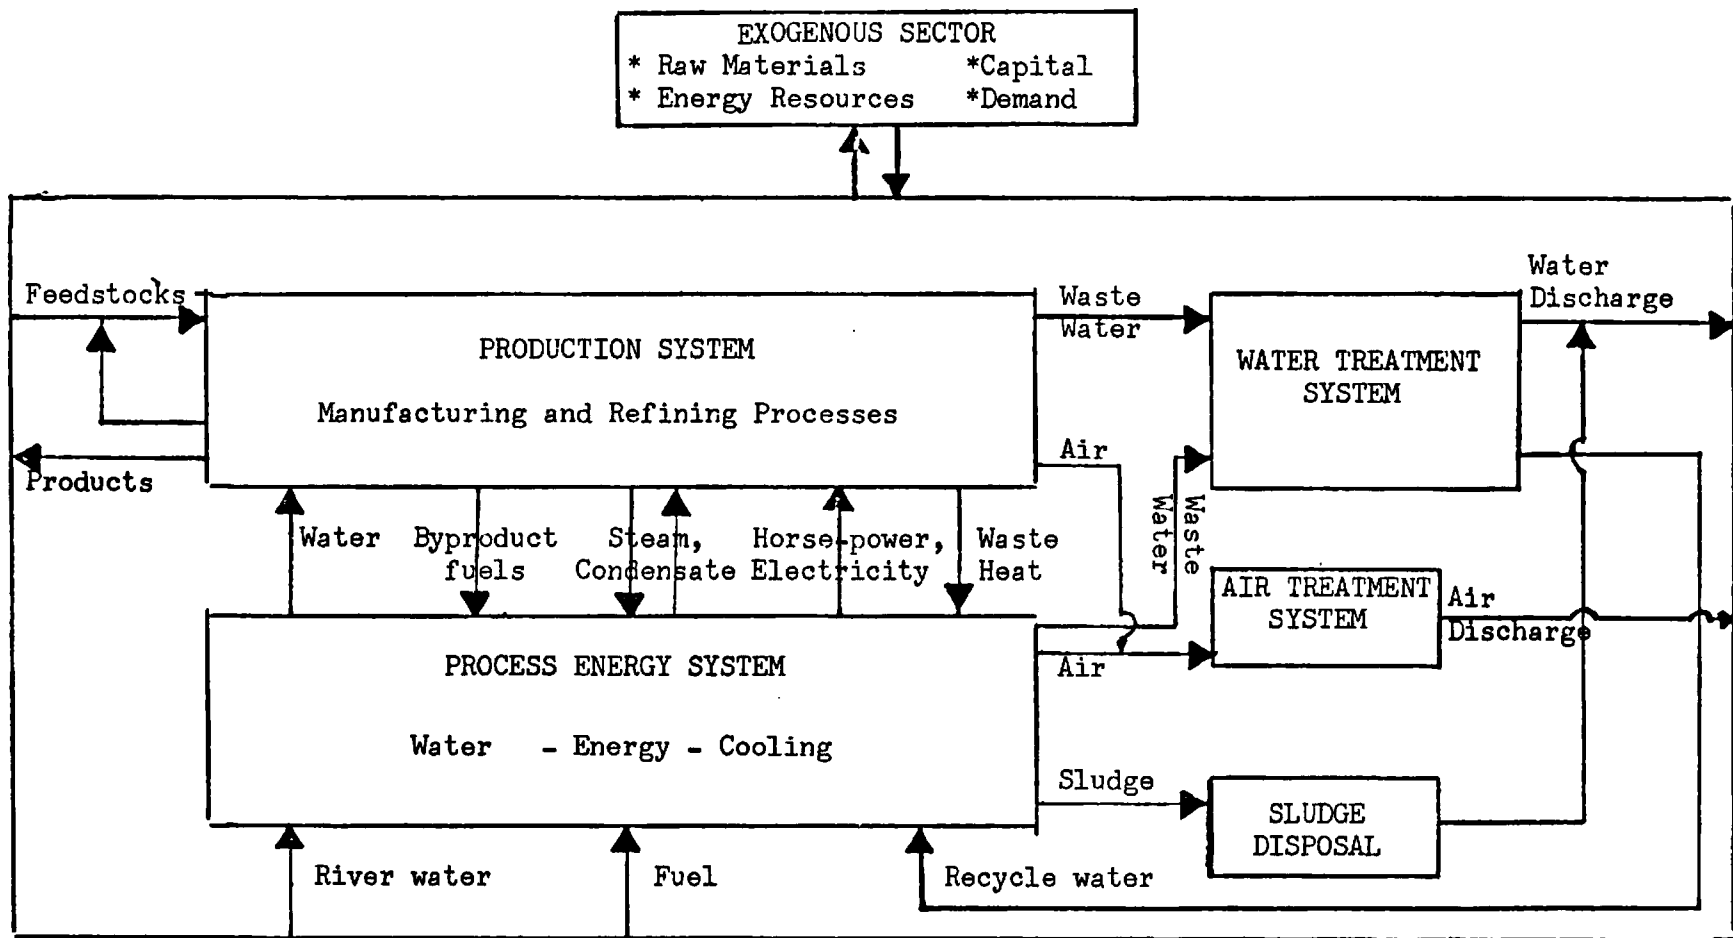 EXOGENOUS SECTOR
* Raw Materials *Capital
* Energy Resources *Demand
Feedstocks
Products
PRODUCTION SYSTEM
Manufacturing and Refining Processes
Waste
Water
Air
WATER TREATMENT
SYSTEM
Water
Discharge
Water
Byproduct
fuels
Steam,
Condensate
Horse-power,
Electricity
Waste
Heat
Waste
Water
AIR TREATMENT
SYSTEM
Air
Discharge
PROCESS ENERGY SYSTEM
Water - Energy - Cooling
Air
Sludge
SLUDGE
DISPOSAL
River water
Fuel
Recycle water